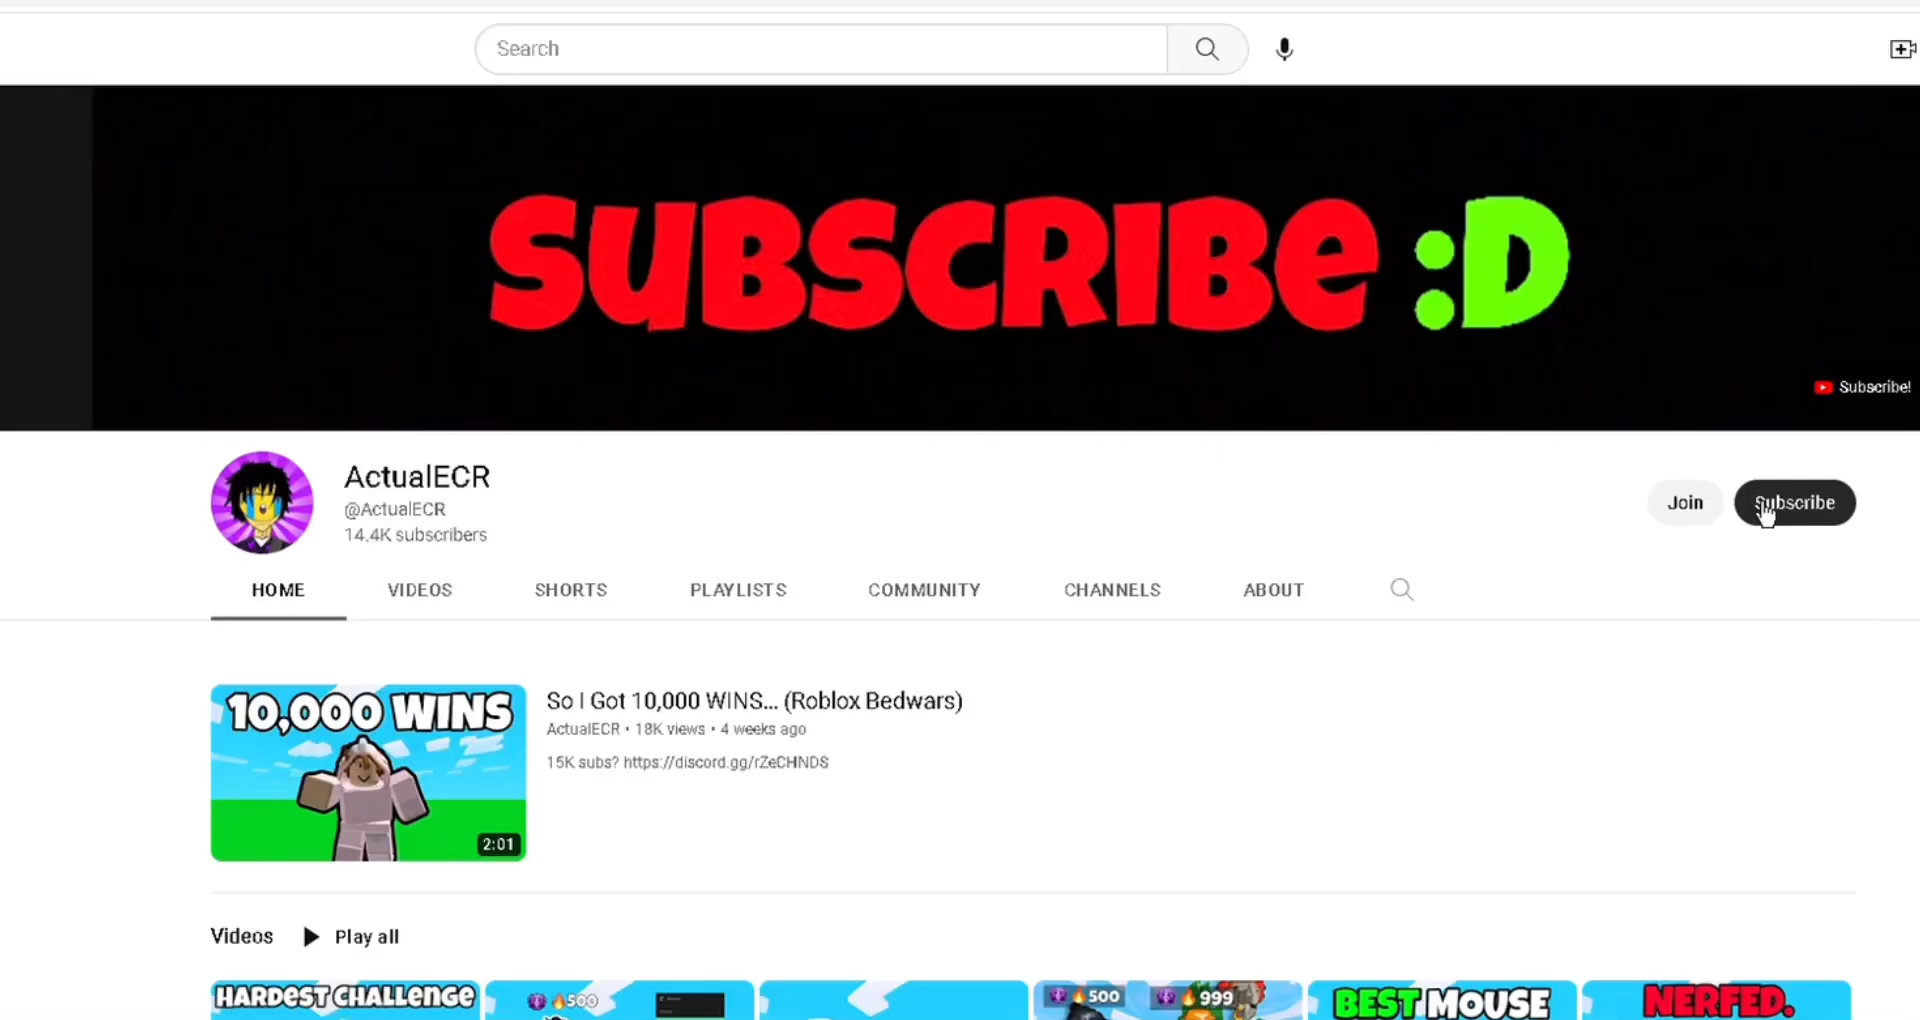 Search
SUBSCRIBE :D
Subscribe!
ActualECR
@ActualECR
14.4K subscribers
Join
Subscribe
HOME
VIDEOS
SHORTS
PLAYLISTS
COMMUNITY
CHANNELS
ABOUT
10,000 WINS
2:01
So I Got 10,000 WINS... (Roblox Bedwars)
ActualECR • 18K views • 4 weeks ago
15K subs? https://discord.gg/rZeCHNDS
Videos
Play all
HARDEST CHALLENGE
500
500
999
BEST MOUSE
NERFED.